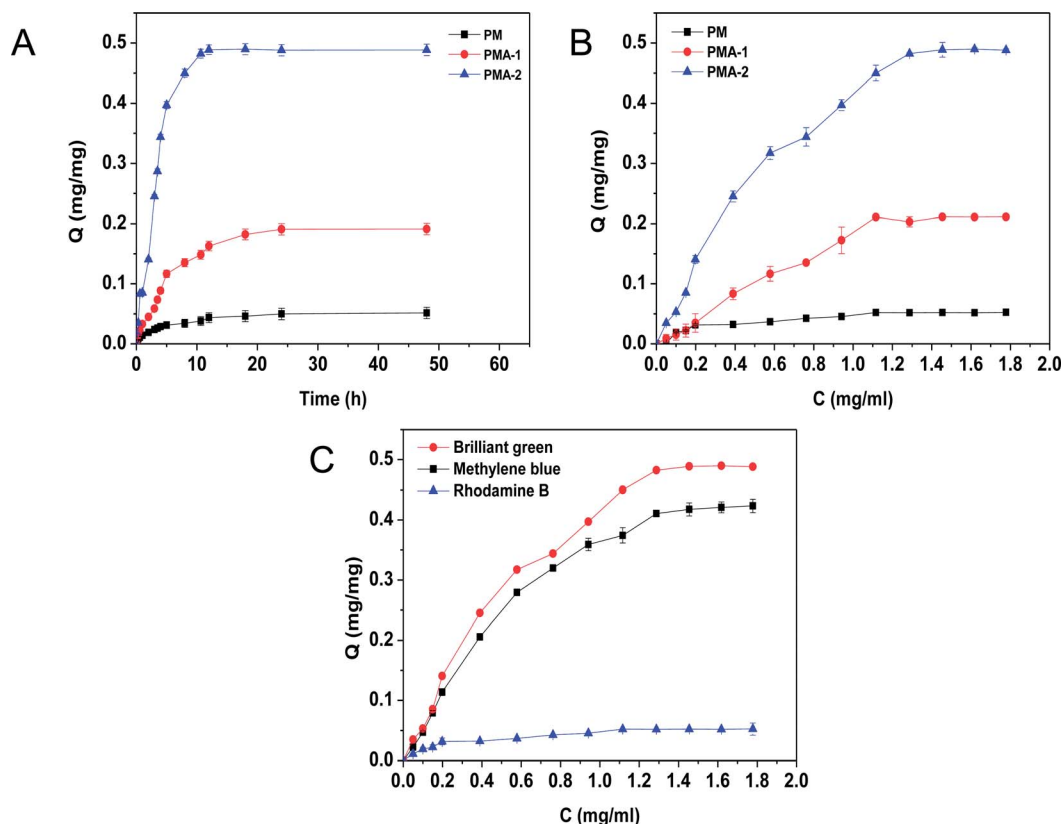 A
PM
PMA-1
PMA-2
0.5
0.4
0.3
0.2
0.1
0.0
Q (mg/mg)
0 10 20 30 40 50 60
Time (h)
B
PM
PMA-1
PMA-2
0.5
0.4
0.3
0.2
0.1
0.0
Q (mg/mg)
0.0 0.2 0.4 0.6 0.8 1.0 1.2 1.4 1.6 1.8 2.0
C (mg/ml)
C
Brilliant green
Methylene blue
Rhodamine B
0.5
0.4
0.3
0.2
0.1
0.0
Q (mg/mg)
0.0 0.2 0.4 0.6 0.8 1.0 1.2 1.4 1.6 1.8 2.0
C (mg/ml)